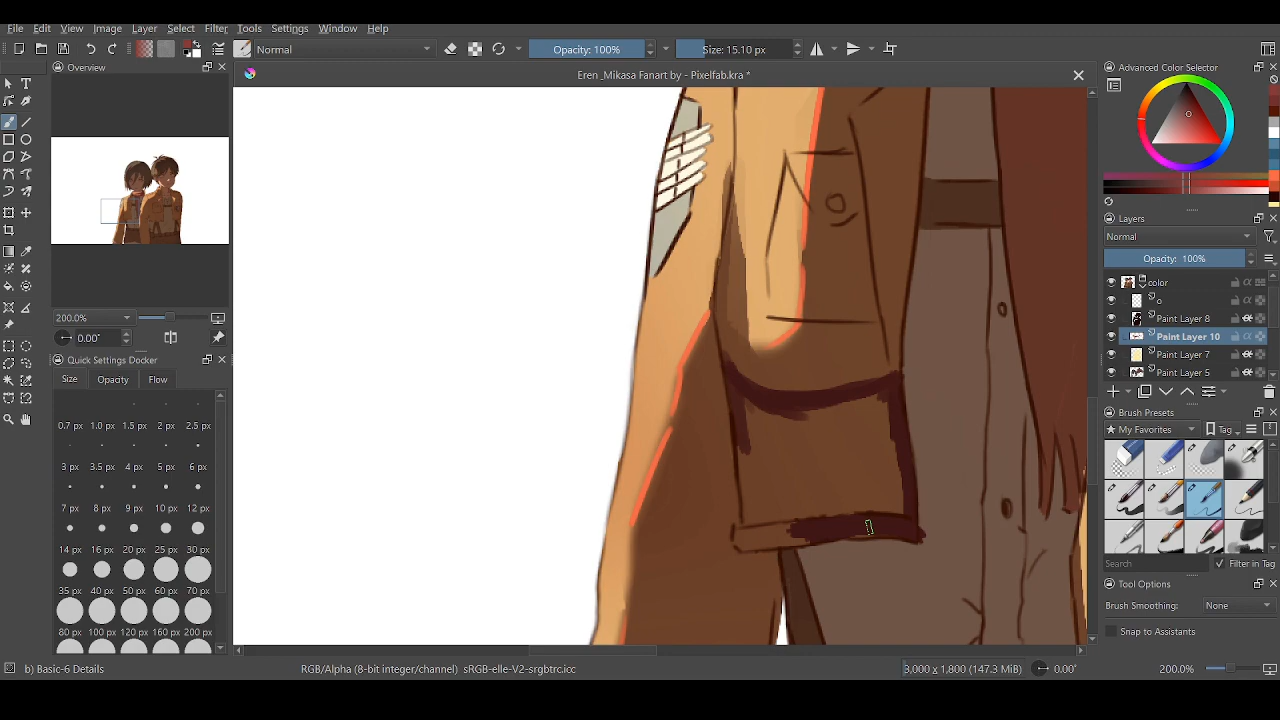 File Edit View Image Layer Select Filter Tools Settings Window Help
Normal Opacity: 100% Size: 15.10 px
Overview
Eren _Mikasa Fanart by - Pixelfab.kra *
Advanced Color Selector
200.0%
0.00°
Quick Settings Docker
Size Opacity Flow
0.7 px 1.0 px 1.5 px 2 px 2.5 px
3 px 3.5 px 4 px 5 px 6 px
7 px 8 px 9 px 10 px 12 px
14 px 16 px 20 px 25 px 30 px
35 px 40 px 50 px 60 px 70 px
80 px 100 px 120 px 160 px 200 px
Layers
Normal
Opacity: 100%
color
o
Paint Layer 8
Paint Layer 10
Paint Layer 7
Paint Layer 5
Brush Presets
My Favorites Tag
Search Filter in Tag
Tool Options
Brush Smoothing: None
Snap to Assistants
b) Basic-6 Details RGB/Alpha (8-bit integer/channel) sRGB-elle-V2-srgbtrc.icc 3,000 x 1,800 (147.3 MiB) 0.00° 200.0%